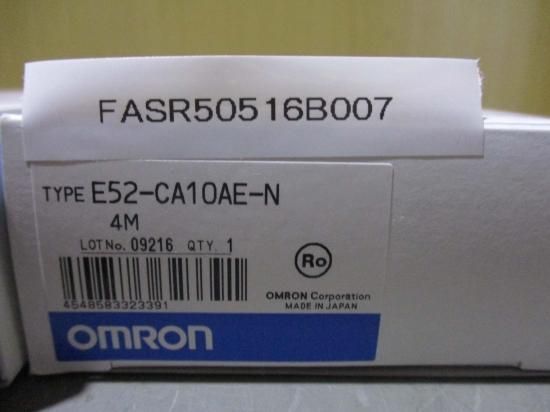 FASR50516B007
TYPE E52-CA10AE-N
4M
LOT No. 09216 QTY. 1
Ro
4548583323391
OMRON Corporation
MADE IN JAPAN
OMRON